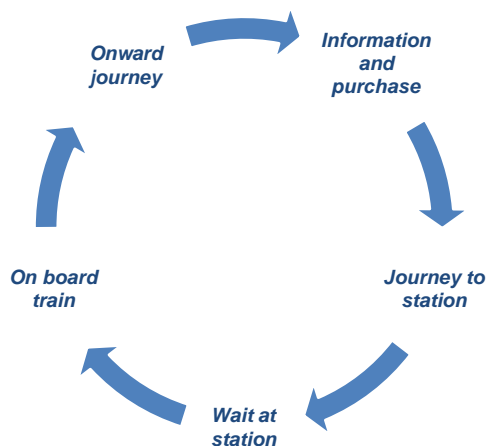 Onward
journey
Information
and
purchase
Journey to
station
Wait at
station
On board
train